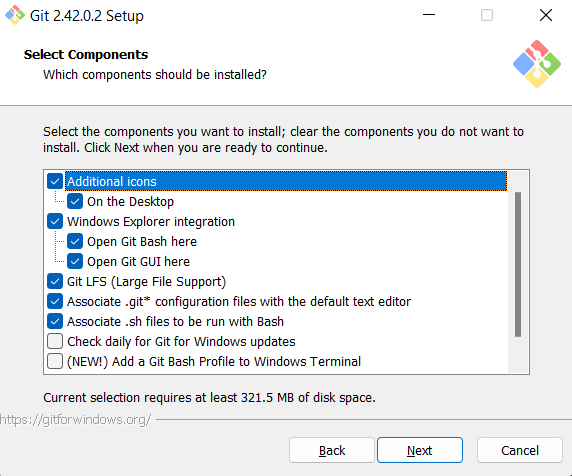 Git 2.42.0.2 Setup
Select Components
Which components should be installed?
Select the components you want to install; clear the components you do not want to
install. Click Next when you are ready to continue.
Additional icons
On the Desktop
Windows Explorer integration
Open Git Bash here
Open Git GUI here
Git LFS (Large File Support)
Associate .git* configuration files with the default text editor
Associate .sh files to be run with Bash
Check daily for Git for Windows updates
(NEW!) Add a Git Bash Profile to Windows Terminal
Current selection requires at least 321.5 MB of disk space.
https://gitforwindows.org/
Back Next Cancel